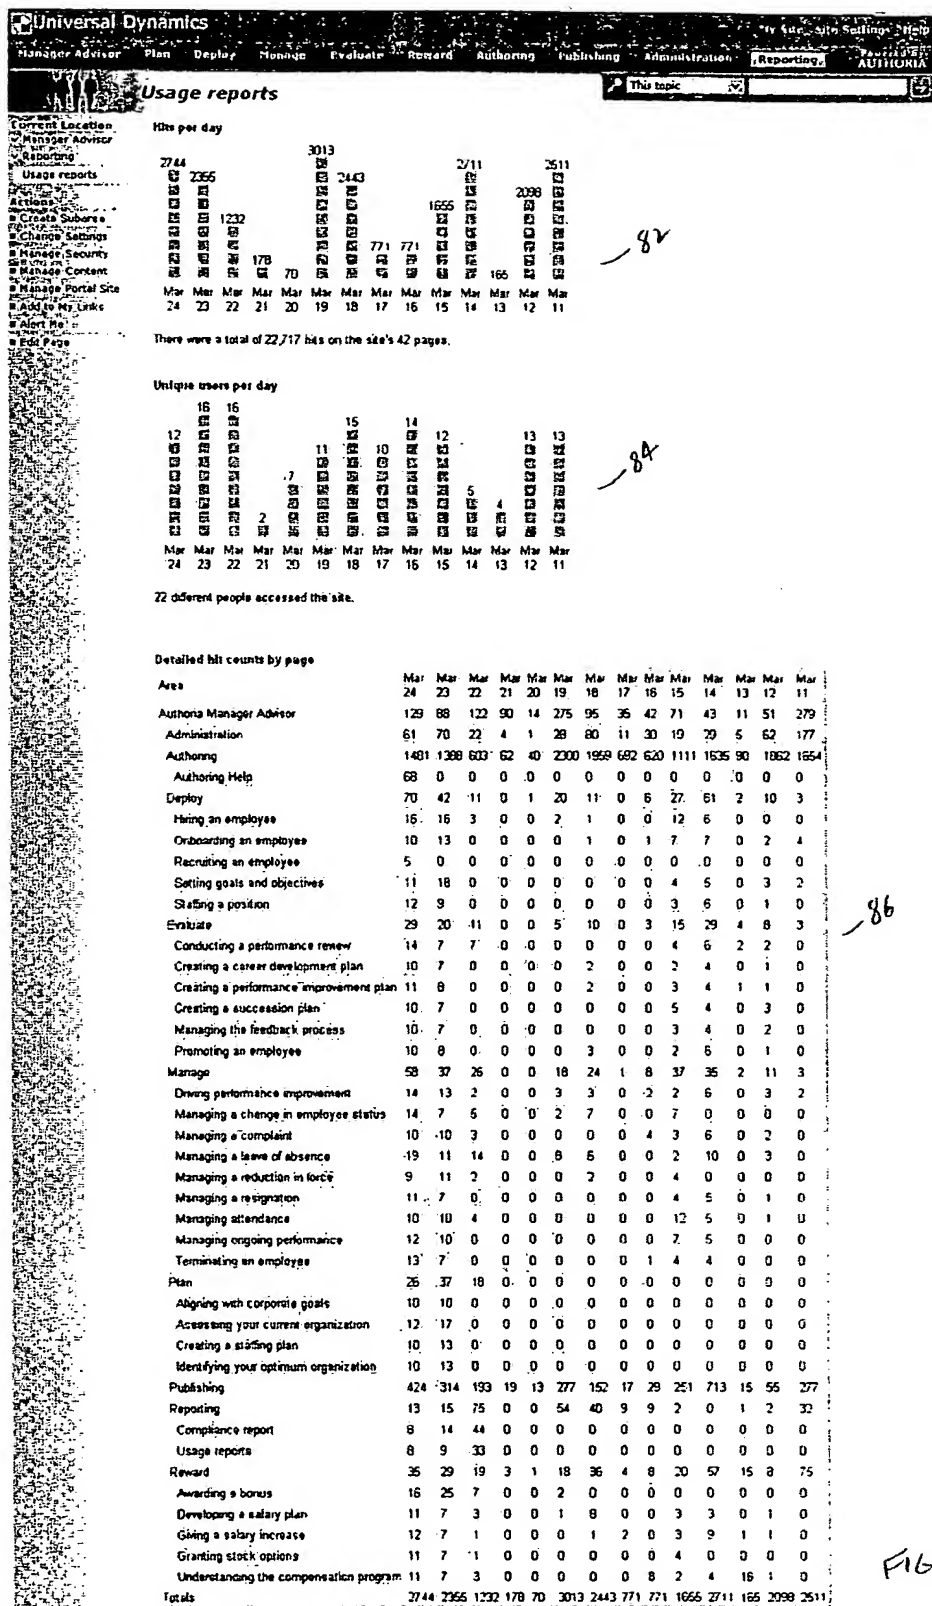 Universal Dynamics
My Site Site Settings Help
Manager Advisor Plan Deploy Manage Evaluate Reward Authoring Publishing Administration Reporting Powered by AUTHORIA
Usage reports
This topic
Current Location
Manager Advisor
Reporting
Usage reports
Actions
Create Subarea
Change Settings
Manage Security
Manage Content
Manage Portal Site
Add to My Links
Alert Me
Edit Page
Hits per day
2744 2355 1232 178 70 3013 2443 771 771 1655 2711 165 2098 2511
Mar Mar Mar Mar Mar Mar Mar Mar Mar Mar Mar Mar Mar Mar
24 23 22 21 20 19 18 17 16 15 14 13 12 11
82
There were a total of 22,717 hits on the site's 42 pages.
Unique users per day
12 16 16 2 7 11 15 10 14 12 5 4 13 13
Mar Mar Mar Mar Mar Mar Mar Mar Mar Mar Mar Mar Mar Mar
24 23 22 21 20 19 18 17 16 15 14 13 12 11
84
22 different people accessed the site.
Detailed hit counts by page
Mar Mar Mar Mar Mar Mar Mar Mar Mar Mar Mar Mar Mar Mar
Area 24 23 22 21 20 19 18 17 16 15 14 13 12 11
Authoria Manager Advisor 129 88 122 90 14 275 95 35 42 71 43 11 51 279
Administration 61 70 22 4 1 28 80 11 30 19 29 5 62 177
Authoring 1481 1388 603 62 40 2300 1959 692 620 1111 1635 90 1862 1654
Authoring Help 68 0 0 0 0 0 0 0 0 0 0 0 0 0
Deploy 70 42 11 0 1 20 11 0 6 27 61 2 10 3
Hiring an employee 16 16 3 0 0 2 1 0 0 12 6 0 0 0
Onboarding an employee 10 13 0 0 0 0 1 0 1 7 7 0 2 4
Recruiting an employee 5 0 0 0 0 0 0 0 0 0 0 0 0 0
Setting goals and objectives 11 18 0 0 0 0 0 0 0 4 5 0 3 2
Staffing a position 12 9 0 0 0 0 0 0 0 3 6 0 1 0
86
Evaluate 29 20 11 0 0 5 10 0 3 15 29 4 8 3
Conducting a performance review 14 7 7 0 0 0 0 0 0 4 6 2 2 0
Creating a career development plan 10 7 0 0 0 0 2 0 0 2 4 0 1 0
Creating a performance improvement plan 11 8 0 0 0 0 2 0 0 3 4 1 1 0
Creating a succession plan 10 7 0 0 0 0 0 0 0 5 4 0 3 0
Managing the feedback process 10 7 0 0 0 0 0 0 0 3 4 0 2 0
Promoting an employee 10 8 0 0 0 0 3 0 0 2 6 0 1 0
Manage 58 37 26 0 0 18 24 1 8 37 35 2 11 3
Driving performance improvement 14 13 2 0 0 3 3 0 2 2 6 0 3 2
Managing a change in employee status 14 7 5 0 0 2 7 0 0 7 0 0 0 0
Managing a complaint 10 10 3 0 0 0 0 0 4 3 6 0 2 0
Managing a leave of absence 19 11 14 0 0 8 6 0 0 2 10 0 3 0
Managing a reduction in force 9 11 2 0 0 0 2 0 0 4 0 0 0 0
Managing a resignation 11 7 0 0 0 0 0 0 0 4 5 0 1 0
Managing attendance 10 10 4 0 0 0 0 0 0 12 5 0 1 0
Managing ongoing performance 12 10 0 0 0 0 0 0 0 7 5 0 0 0
Terminating an employee 13 7 0 0 0 0 0 0 1 4 4 0 0 0
Plan 26 37 18 0 0 0 0 0 0 0 0 0 0 0
Aligning with corporate goals 10 10 0 0 0 0 0 0 0 0 0 0 0 0
Assessing your current organization 12 17 0 0 0 0 0 0 0 0 0 0 0 0
Creating a staffing plan 10 13 0 0 0 0 0 0 0 0 0 0 0 0
Identifying your optimum organization 10 13 0 0 0 0 0 0 0 0 0 0 0 0
Publishing 424 314 193 19 13 277 152 17 29 251 713 15 55 277
Reporting 13 15 75 0 0 54 40 9 9 2 0 1 2 32
Compliance report 8 14 44 0 0 0 0 0 0 0 0 0 0 0
Usage reports 8 9 33 0 0 0 0 0 0 0 0 0 0 0
Reward 35 29 19 3 1 18 36 4 8 20 57 15 8 75
Awarding a bonus 16 25 7 0 0 2 0 0 0 0 0 0 0 0
Developing a salary plan 11 7 3 0 0 1 8 0 0 3 3 0 1 0
Giving a salary increase 12 7 1 0 0 0 1 2 0 3 9 1 1 0
Granting stock options 11 7 1 0 0 0 0 0 0 4 0 0 0 0
Understanding the compensation program 11 7 3 0 0 0 0 0 8 2 4 16 1 0
Totals 2744 2355 1232 178 70 3013 2443 771 771 1655 2711 165 2098 2511
FIG